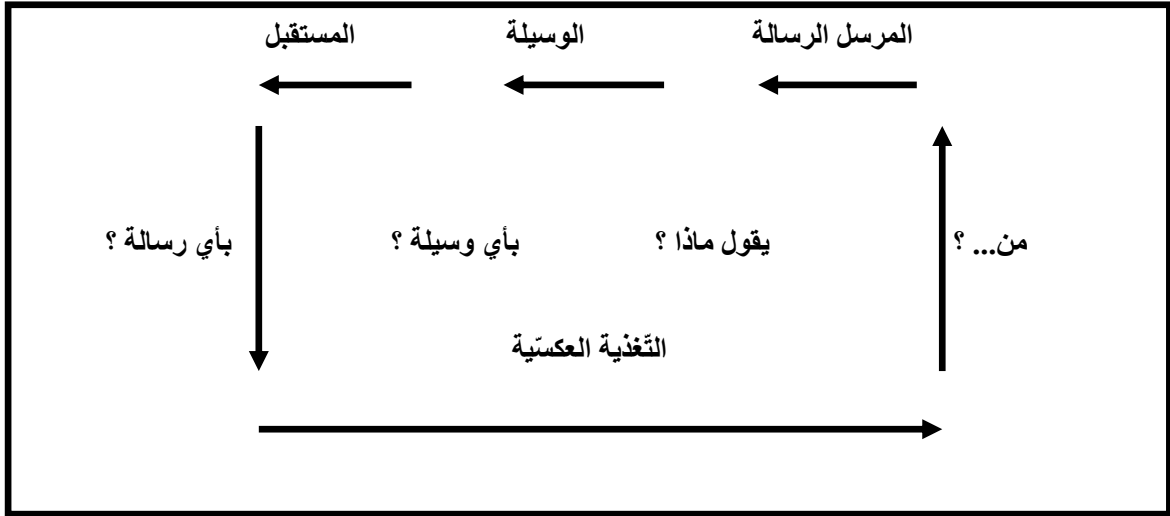 المرسل الرسالة الوسيلة المستقبل
من... ؟ يقول ماذا ؟ بأي وسيلة ؟ بأي رسالة ؟
التّغذية العكسّية